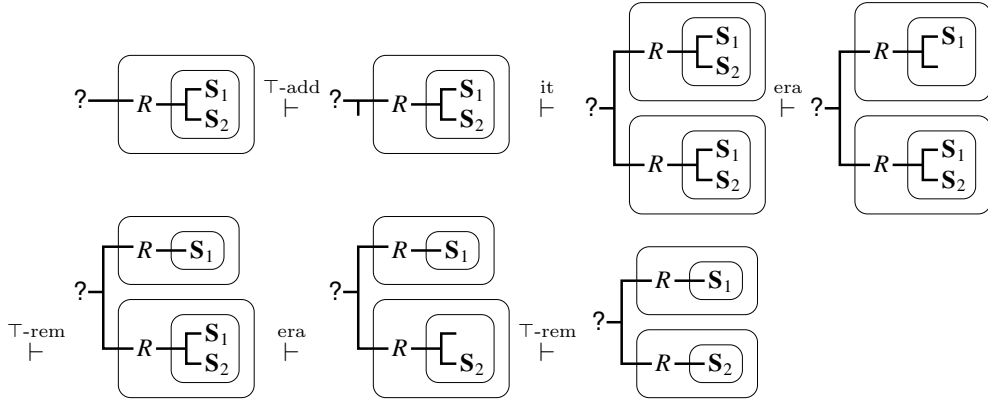 ? R S₁ S₂ ⊤-add ⊢ ? R S₁ S₂ it ⊢ ? R S₁ S₂ R S₁ S₂ era ⊢ ? R S₁ R S₁ S₂
⊤-rem ⊢ ? R S₁ R S₁ S₂ era ⊢ ? R S₁ R S₂ ⊤-rem ⊢ ? R S₁ R S₂